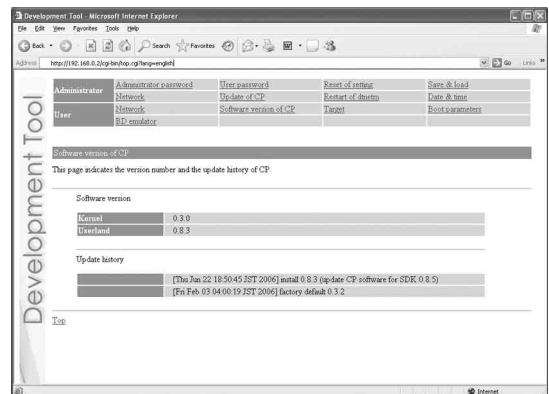 Development Tool - Microsoft Internet Explorer
File Edit View Favorites Tools Help
Back Search Favorites
Address http://192.168.0.2/cgi-bin/top.cgi?lang=english Go Links »
Development Tool
Administrator Administrator password User password Reset of setting Save & load
Network Update of CP Restart of dtnetm Date & time
User Network Software version of CP Target Boot parameters
BD emulator
Software version of CP
This page indicates the version number and the update history of CP
Software version
Kernel 0.3.0
Userland 0.8.3
Update history
[Thu Jun 22 18:50:45 JST 2006] install 0.8.3 (update CP software for SDK 0.8.5)
[Fri Feb 03 04:00:19 JST 2006] factory default 0.3.2
Top
Internet